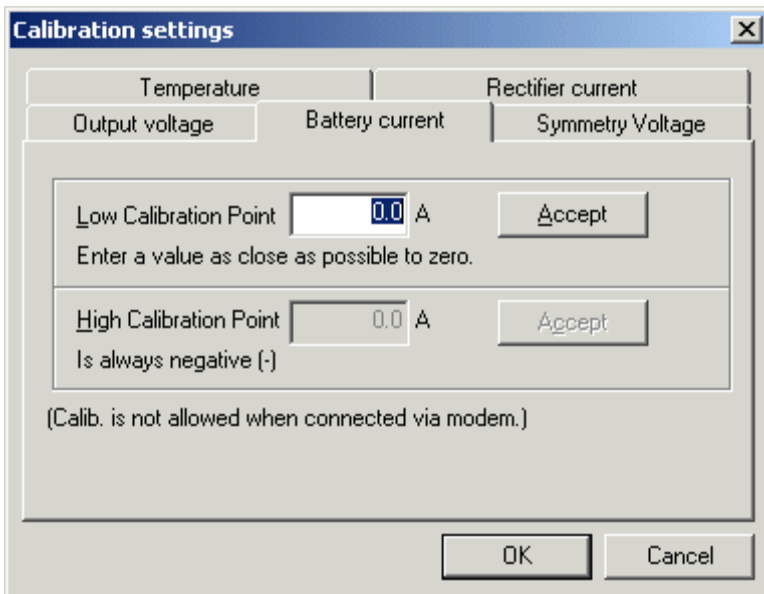 Calibration settings
Temperature
Rectifier current
Output voltage
Battery current
Symmetry Voltage
Low Calibration Point 0.0 A Accept
Enter a value as close as possible to zero.
High Calibration Point 0.0 A Accept
Is always negative (-)
(Calib. is not allowed when connected via modem.)
OK
Cancel